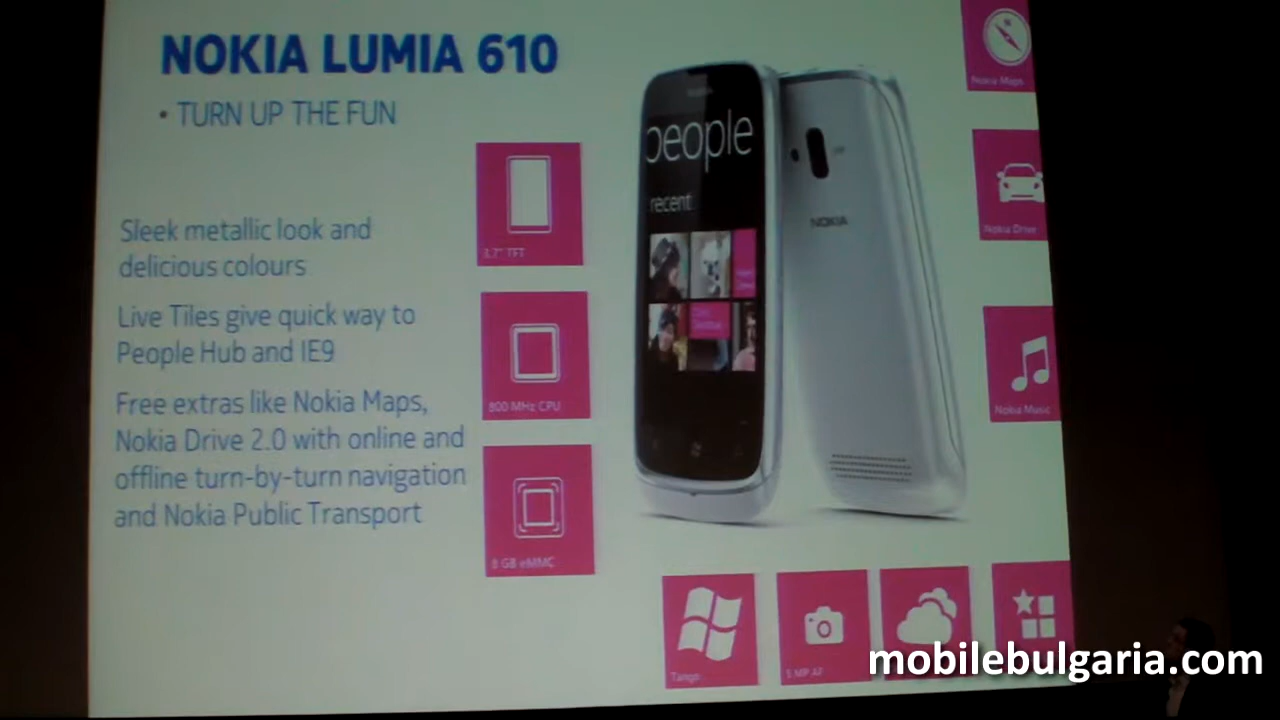 NOKIA LUMIA 610
• TURN UP THE FUN
Sleek metallic look and
delicious colours
Live Tiles give quick way to
People Hub and IE9
Free extras like Nokia Maps,
Nokia Drive 2.0 with online and
offline turn-by-turn navigation
and Nokia Public Transport
3.7" TFT
800 MHz CPU
8 GB eMMC
NOKIA
people
recent
NOKIA
Nokia Maps
Nokia Drive
Nokia Music
Tango
5 MP AF
mobilebulgaria.com